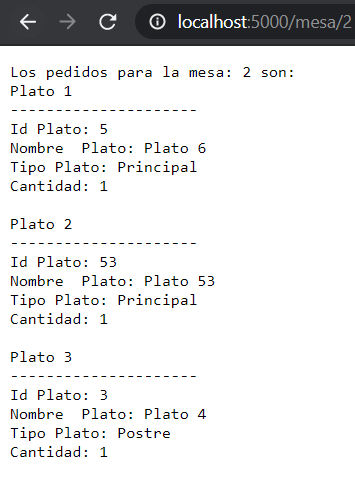 localhost:5000/mesa/2
Los pedidos para la mesa: 2 son:
Plato 1
---------------------
Id Plato: 5
Nombre  Plato: Plato 6
Tipo Plato: Principal
Cantidad: 1

Plato 2
---------------------
Id Plato: 53
Nombre  Plato: Plato 53
Tipo Plato: Principal
Cantidad: 1

Plato 3
---------------------
Id Plato: 3
Nombre  Plato: Plato 4
Tipo Plato: Postre
Cantidad: 1